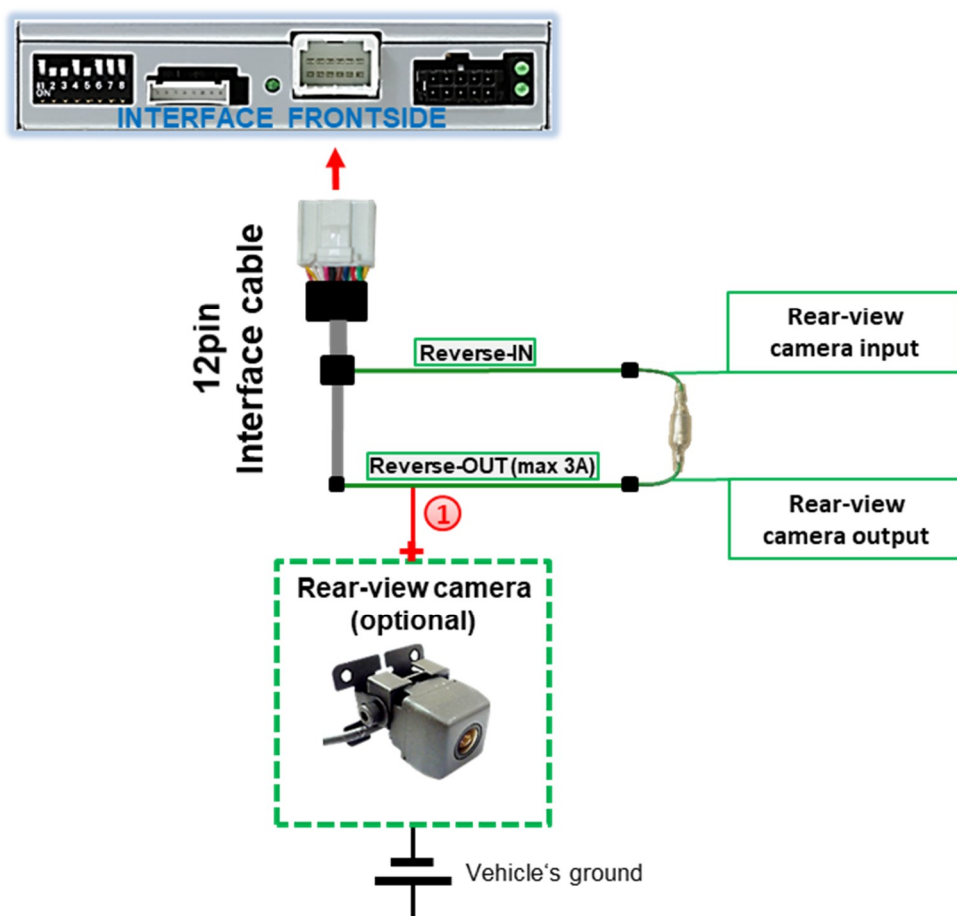 1 2 3 4 5 6 7 8
ON
INTERFACE FRONTSIDE
12pin
Interface cable
Reverse-IN
Rear-view
camera input
Reverse-OUT (max 3A)
Rear-view
camera output
1
Rear-view camera
(optional)
Vehicle‘s ground